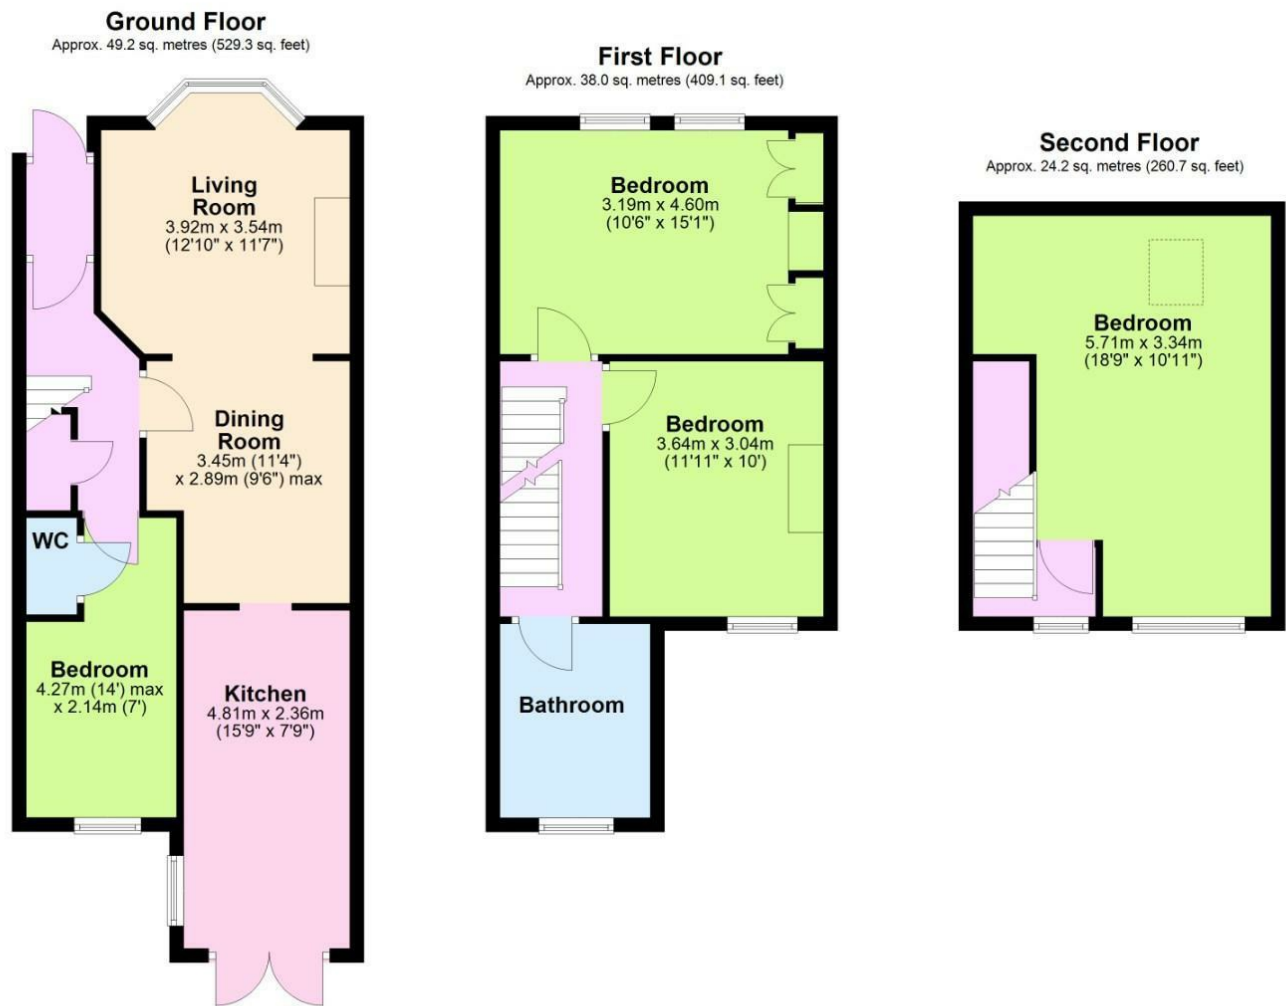 Ground Floor
Approx. 49.2 sq. metres (529.3 sq. feet)
Living
Room
3.92m x 3.54m
(12'10" x 11'7")
Dining
Room
3.45m (11'4")
x 2.89m (9'6") max
WC
Bedroom
4.27m (14') max
x 2.14m (7')
Kitchen
4.81m x 2.36m
(15'9" x 7'9")
First Floor
Approx. 38.0 sq. metres (409.1 sq. feet)
Bedroom
3.19m x 4.60m
(10'6" x 15'1")
Bedroom
3.64m x 3.04m
(11'11" x 10')
Bathroom
Second Floor
Approx. 24.2 sq. metres (260.7 sq. feet)
Bedroom
5.71m x 3.34m
(18'9" x 10'11")